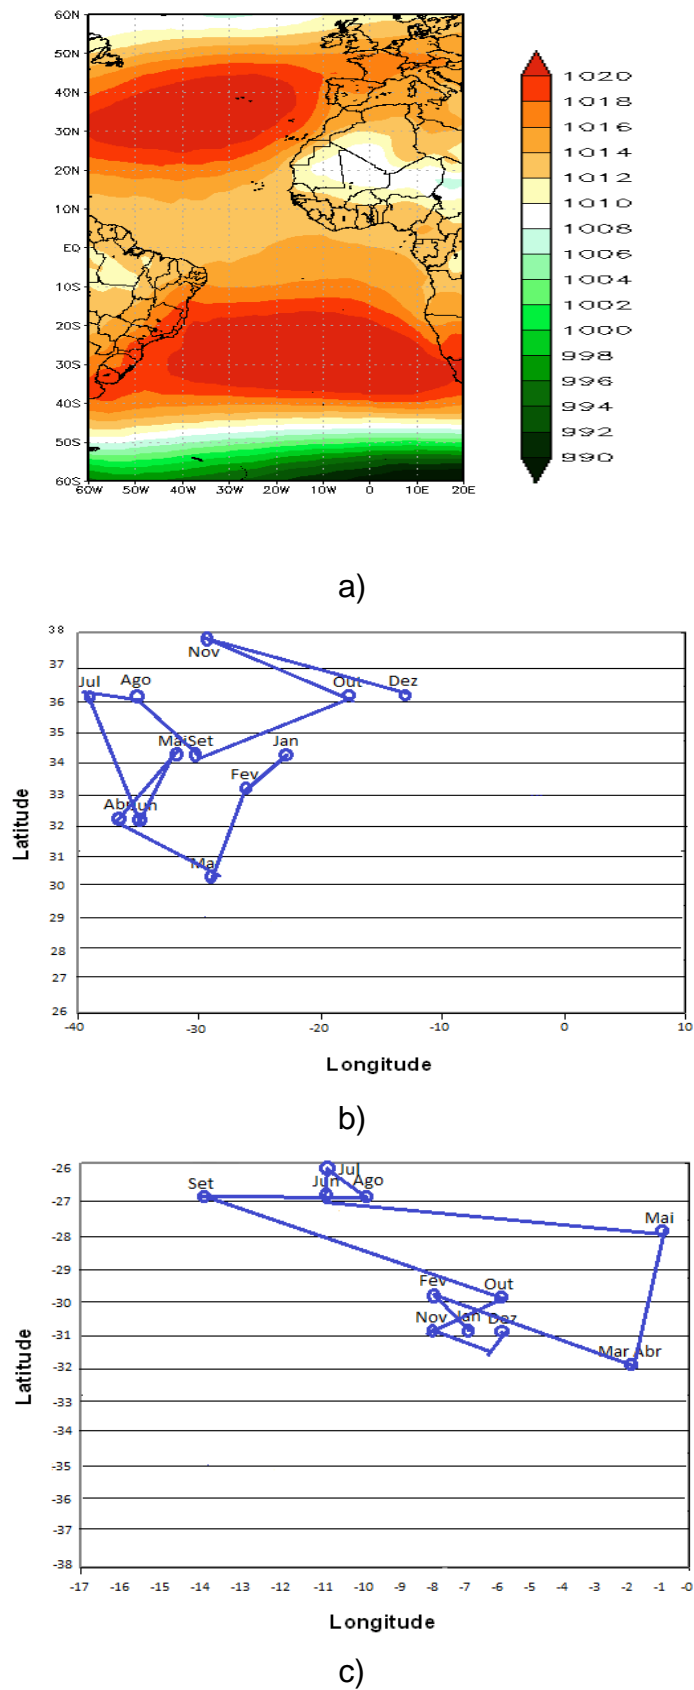 60N
50N
40N
30N
20N
10N
EQ
10S
20S
30S
40S
50S
60S
60W 50W 40W 30W 20W 10W 0 10E 20E
1020
1018
1016
1014
1012
1010
1008
1006
1004
1002
1000
998
996
994
992
990
a)
38
37
36
34
33
32
31
30
29
28
27
26
Latitude
Nov
Jul Ago Out Dez
Mai Set Jan
Fev
Abr Jun
Ma
-40 -30 -20 -10 0 10
Longitude
b)
-26
-27
-28
-29
-30
-31
-32
-33
-34
-35
-36
-37
-38
Latitude
Jul
Set Jun Ago
Mai
Fev Out
Nov Jan Dez
Mar Abr
-17 -16 -15 -14 -13 -12 -11 -10 -9 -8 -7 -6 -5 -4 -3 -2 -1 -0
Longitude
c)